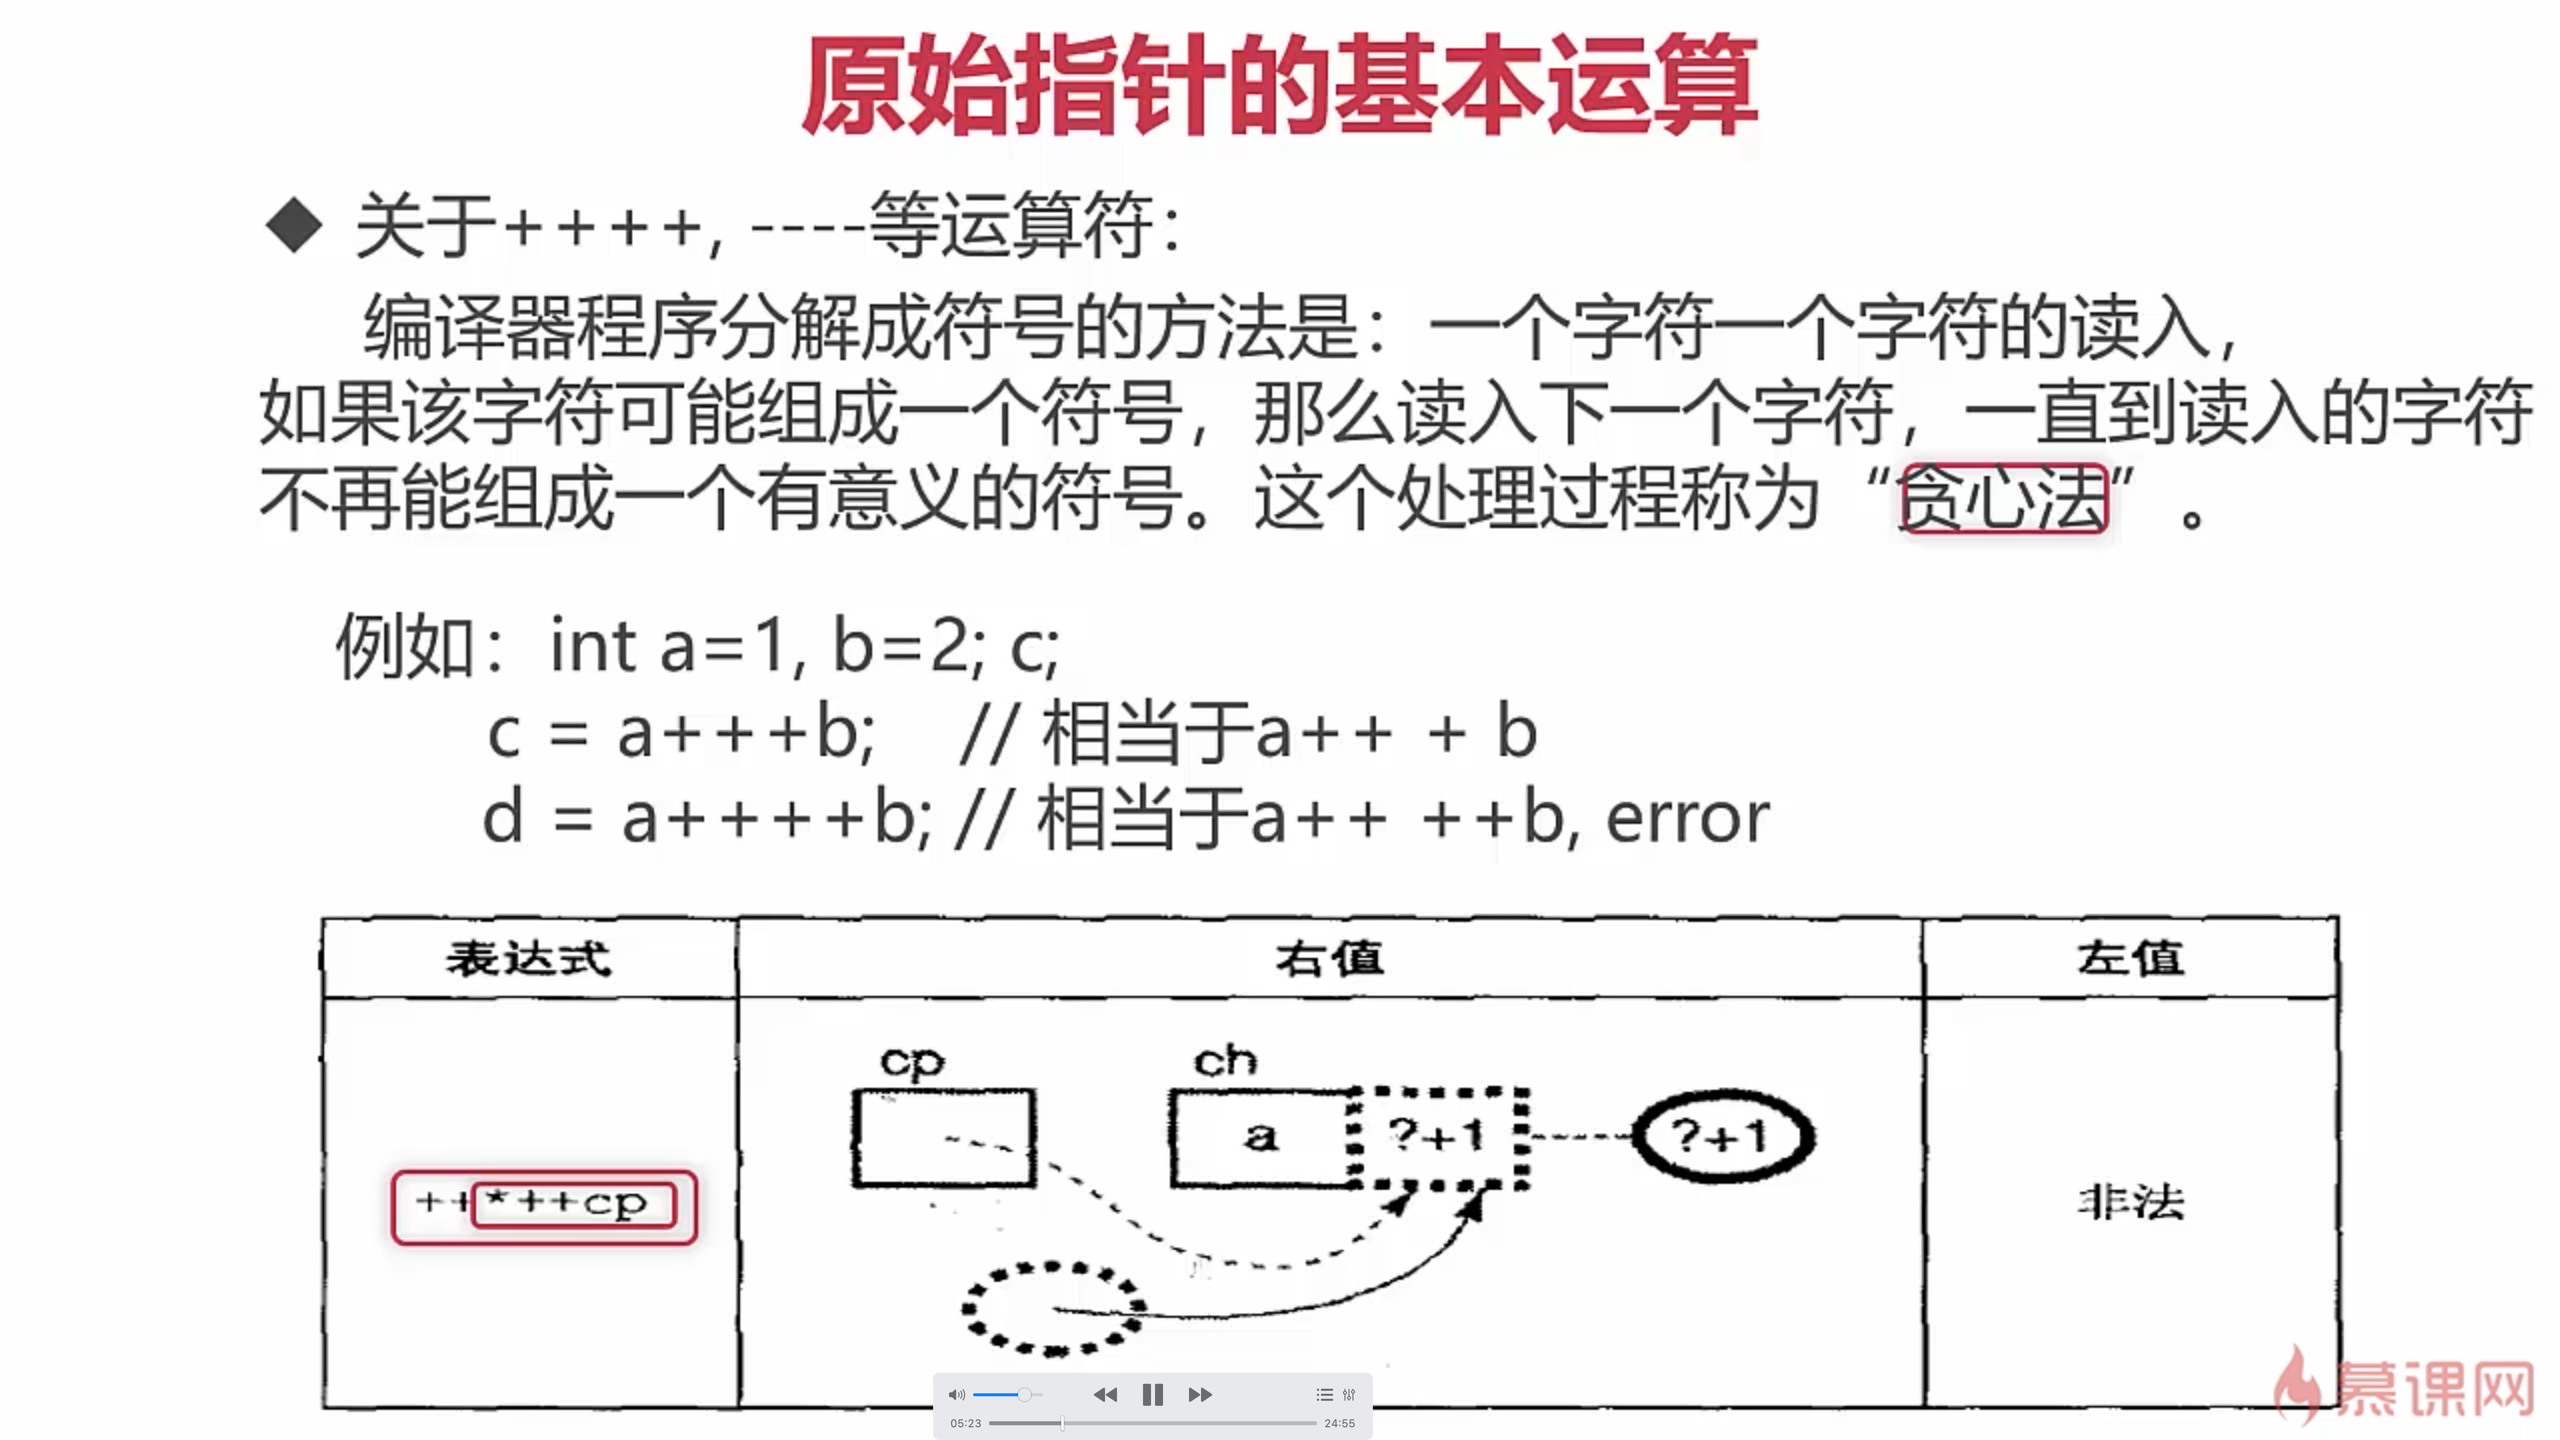 原始指针的基本运算
◆ 关于++++, ----等运算符：
编译器程序分解成符号的方法是：一个字符一个字符的读入，
如果该字符可能组成一个符号，那么读入下一个字符，一直到读入的字符
不再能组成一个有意义的符号。这个处理过程称为“贪心法”。
例如：int a=1, b=2; c;
c = a+++b; // 相当于a++ + b
d = a++++b; // 相当于a++ ++b, error
表达式 右值 左值
cp ch
a ?+1 ?+1
++*++cp 非法
05:23 24:55
慕课网